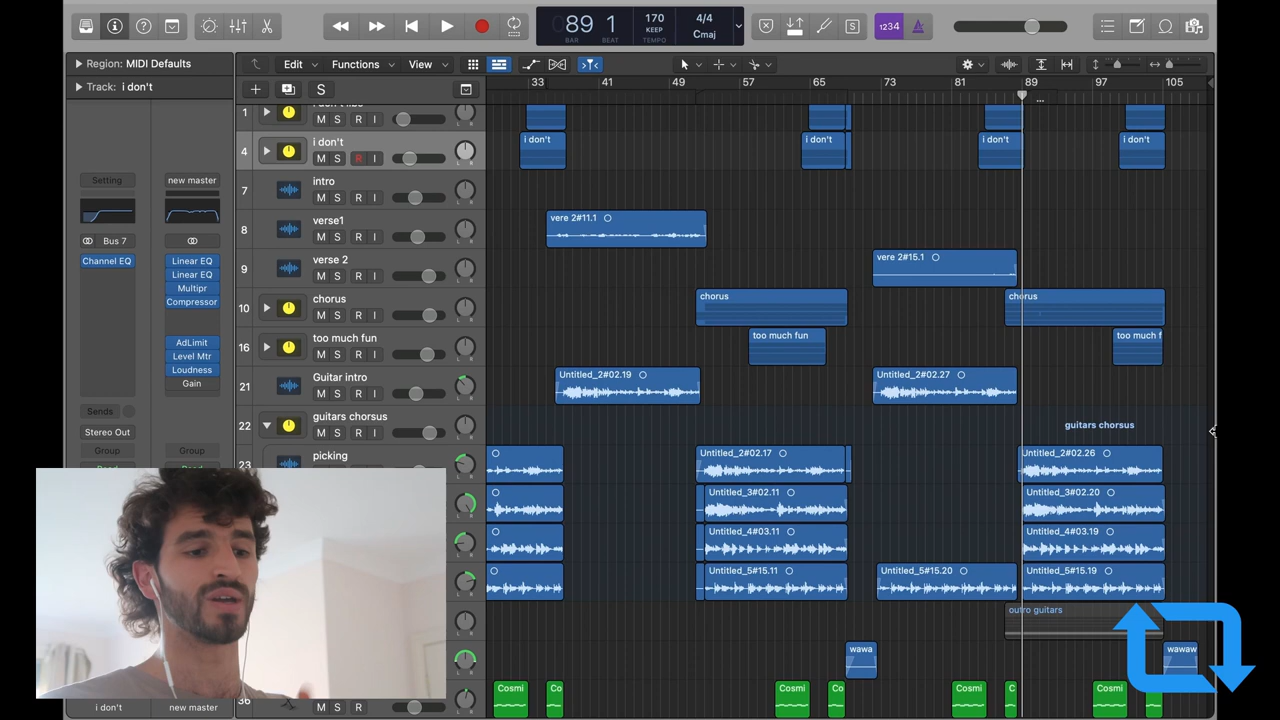 89 1
BAR BEAT
170
KEEP
TEMPO
4/4
Cmaj
1234
S
Region: MIDI Defaults
Track: i don't
Edit Functions View
S
33 41 49 57 65 73 81 89 97 105
Setting
new master
Bus 7
Channel EQ
Linear EQ
Linear EQ
Multipr
Compressor
AdLimit
Level Mtr
Loudness
Gain
Sends
Stereo Out
Group
Group
i don't
new master
1
M S R I
4
i don't
M S R I
i don't
i don't
i don't
i don't
7
intro
M S R I
8
verse1
M S R I
vere 2#11.1
9
verse 2
M S R I
vere 2#15.1
10
chorus
M S R I
chorus
chorus
16
too much fun
M S R I
too much fun
too much f
21
Guitar intro
M S R I
Untitled_2#02.19
Untitled_2#02.27
22
guitars chorsus
M S R I
guitars chorsus
23
picking
Untitled_2#02.17
Untitled_2#02.26
Untitled_3#02.11
Untitled_3#02.20
Untitled_4#03.11
Untitled_4#03.19
Untitled_5#15.11
Untitled_5#15.20
Untitled_5#15.19
outro guitars
wawa
wawaw
36
M S R
Cosmi
Co
Cosmi
Co
Cosmi
C
Cosmi